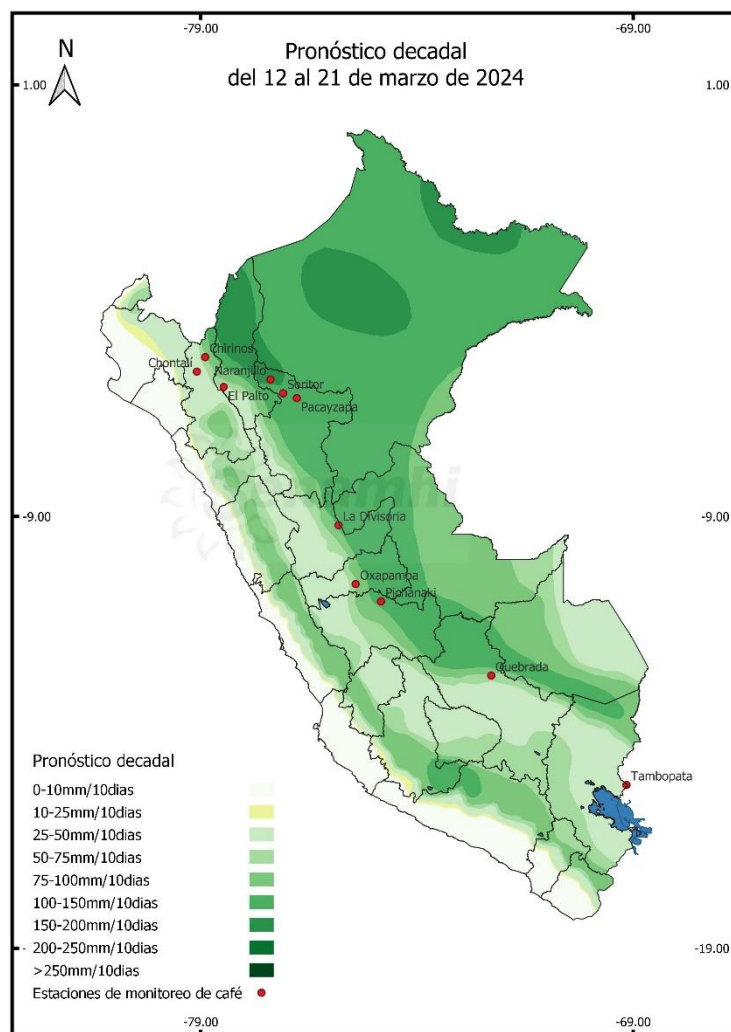 -79.00
-69.00
N
Pronóstico decadal
del 12 al 21 de marzo de 2024
1.00
1.00
Chirinos
Chontalí
Naranjillo
Soritor
El Palto
Pacayzapa
senamhi
-9.00
-9.00
La Divisoria
Oxapampa
Pichanaki
Quebrada
Tambopata
Pronóstico decadal
0-10mm/10dias
10-25mm/10dias
25-50mm/10dias
50-75mm/10dias
75-100mm/10dias
100-150mm/10dias
150-200mm/10dias
200-250mm/10dias
>250mm/10dias
Estaciones de monitoreo de café
-19.00
-79.00
-69.00